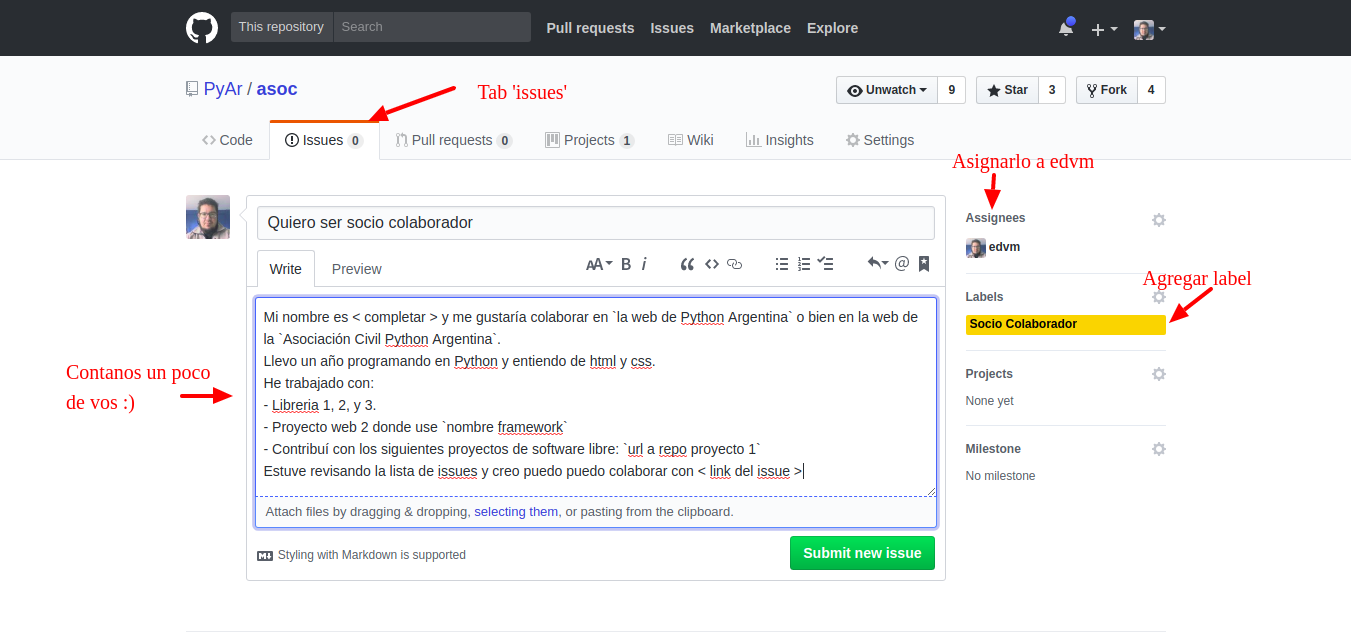 This repository Search Pull requests Issues Marketplace Explore
PyAr / asoc
Tab 'issues'
Unwatch 9 Star 3 Fork 4
Code Issues 0 Pull requests 0 Projects 1 Wiki Insights Settings
Asignarlo a edvm
Quiero ser socio colaborador
Write Preview
AA B i
Mi nombre es < completar > y me gustaría colaborar en `la web de Python Argentina` o bien en la web de
la `Asociación Civil Python Argentina`.
Llevo un año programando en Python y entiendo de html y css.
He trabajado con:
- Libreria 1, 2, y 3.
- Proyecto web 2 donde use `nombre framework`
- Contribuí con los siguientes proyectos de software libre: `url a repo proyecto 1`
Estuve revisando la lista de issues y creo puedo puedo colaborar con < link del issue >
Attach files by dragging & dropping, selecting them, or pasting from the clipboard.
Styling with Markdown is supported
Submit new issue
Contanos un poco
de vos :)
Assignees
edvm
Agregar label
Labels
Socio Colaborador
Projects
None yet
Milestone
No milestone